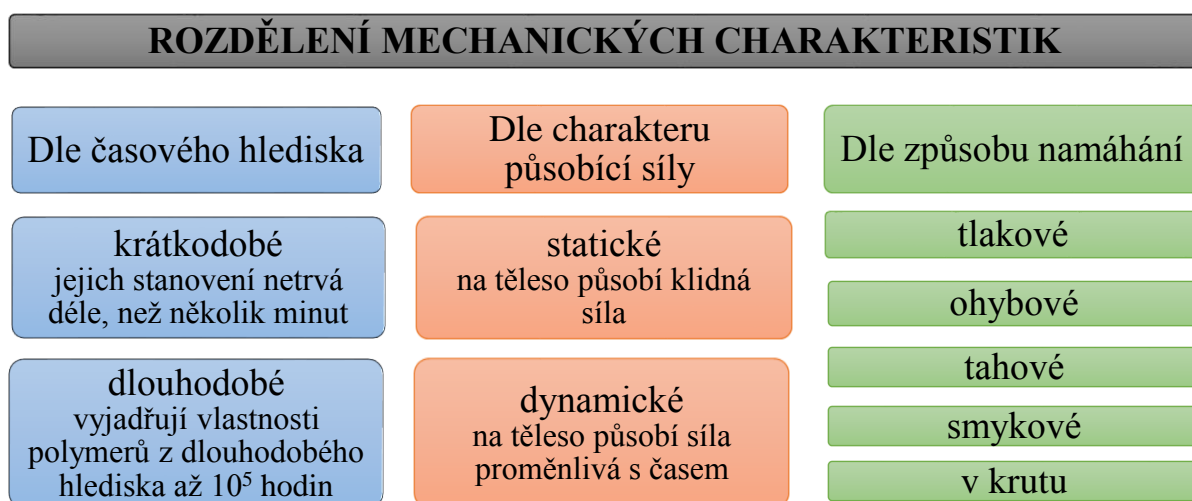 ROZDĚLENÍ MECHANICKÝCH CHARAKTERISTIK
Dle časového hlediska
krátkodobé
jejich stanovení netrvá
déle, než několik minut
dlouhodobé
vyjadřují vlastnosti
polymerů z dlouhodobého
hlediska až 10⁵ hodin
Dle charakteru
působící síly
statické
na těleso působí klidná
síla
dynamické
na těleso působí síla
proměnlivá s časem
Dle způsobu namáhání
tlakové
ohybové
tahové
smykové
v krutu